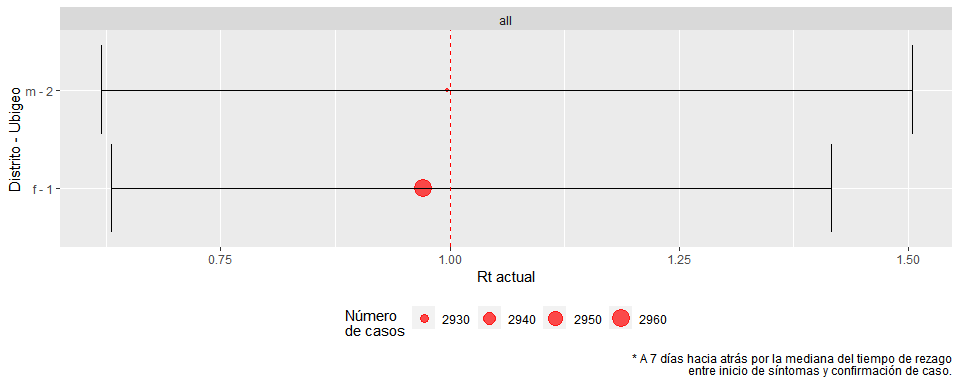 all
Distrito - Ubigeo
m - 2
f - 1
0.75 1.00 1.25 1.50
Rt actual
Número
de casos
2930 2940 2950 2960
* A 7 días hacia atrás por la mediana del tiempo de rezago
entre inicio de síntomas y confirmación de caso.